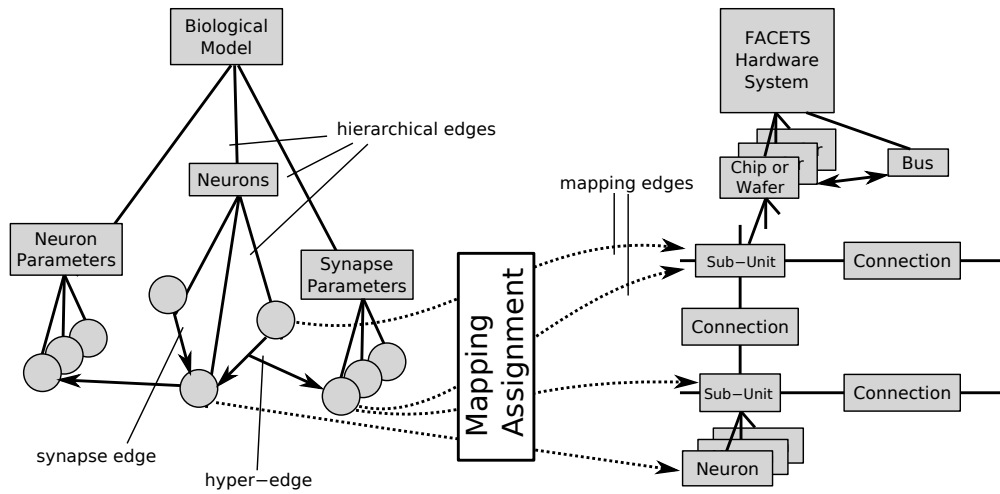 Biological
Model
hierarchical edges
Neurons
Neuron
Parameters
Synapse
Parameters
synapse edge
hyper−edge
Mapping
Assignment
mapping edges
FACETS
Hardware
System
Chip or
Wafer
r
r
Bus
Sub−Unit
Connection
Connection
Sub−Unit
Connection
Neuron